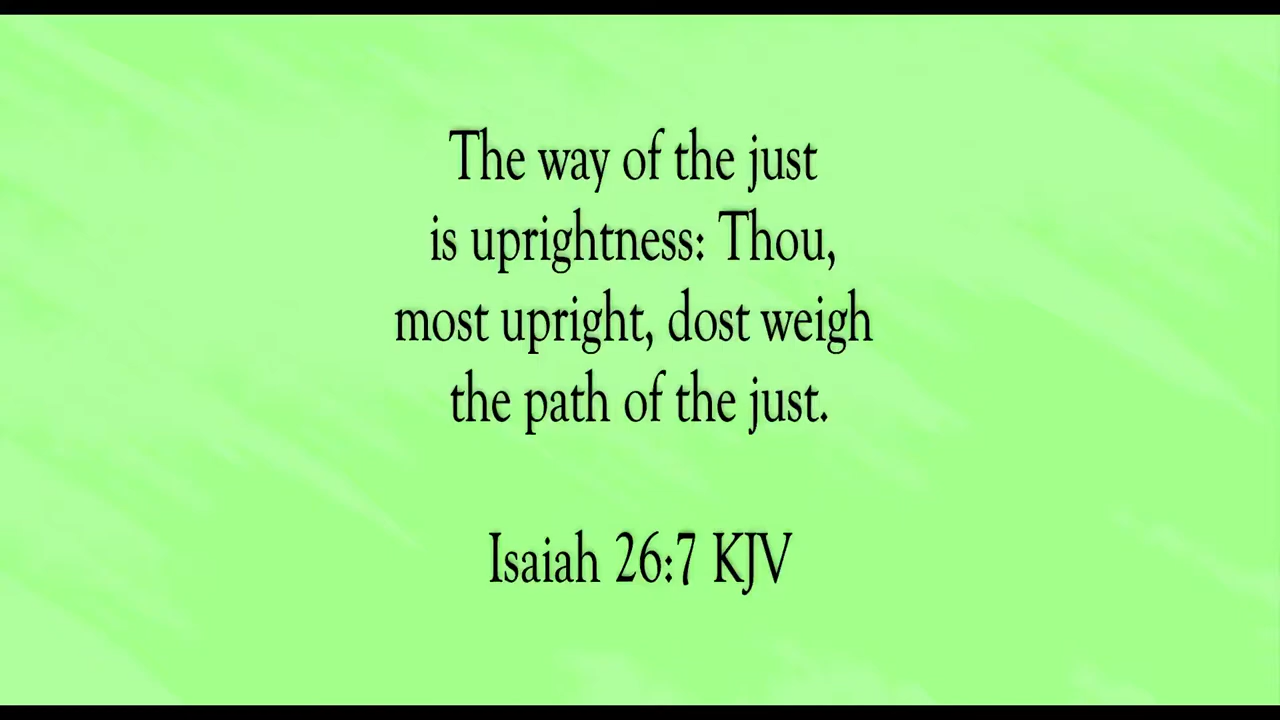 The way of the just
is uprightness: Thou,
most upright, dost weigh
the path of the just.
Isaiah 26:7 KJV